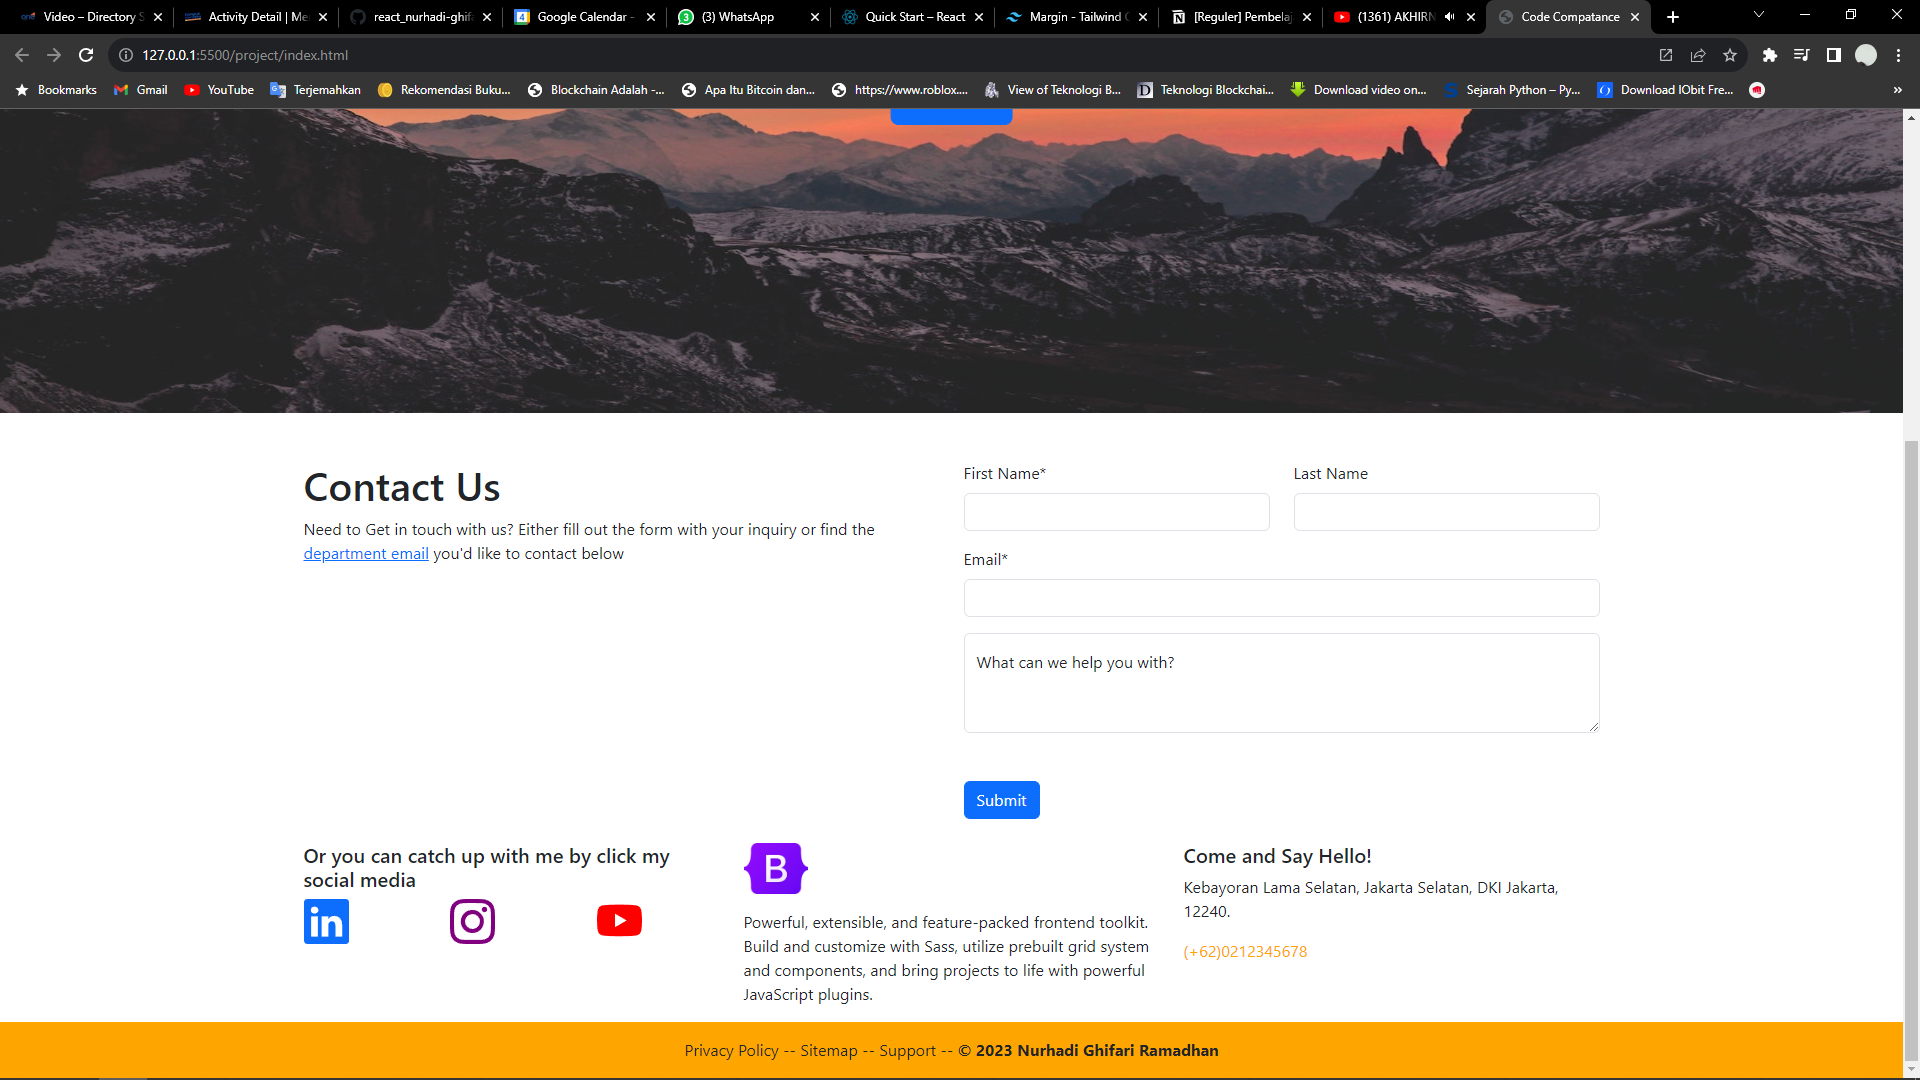 Video – Directory S
Activity Detail | Me
react_nurhadi-ghif
Google Calendar -
(3) WhatsApp
Quick Start – React
Margin - Tailwind C
[Reguler] Pembelaj
(1361) AKHIRN
Code Compatance
127.0.0.1:5500/project/index.html
Bookmarks
Gmail
YouTube
Terjemahkan
Rekomendasi Buku...
Blockchain Adalah -...
Apa Itu Bitcoin dan...
https://www.roblox....
View of Teknologi B...
Teknologi Blockchai...
Download video on...
Sejarah Python – Py...
Download IObit Fre...
»
Contact Us
Need to Get in touch with us? Either fill out the form with your inquiry or find the
department email you'd like to contact below
First Name*
Last Name
Email*
What can we help you with?
Submit
Or you can catch up with me by click my
social media
in
B
Powerful, extensible, and feature-packed frontend toolkit.
Build and customize with Sass, utilize prebuilt grid system
and components, and bring projects to life with powerful
JavaScript plugins.
Come and Say Hello!
Kebayoran Lama Selatan, Jakarta Selatan, DKI Jakarta,
12240.
(+62)0212345678
Privacy Policy -- Sitemap -- Support -- © 2023 Nurhadi Ghifari Ramadhan